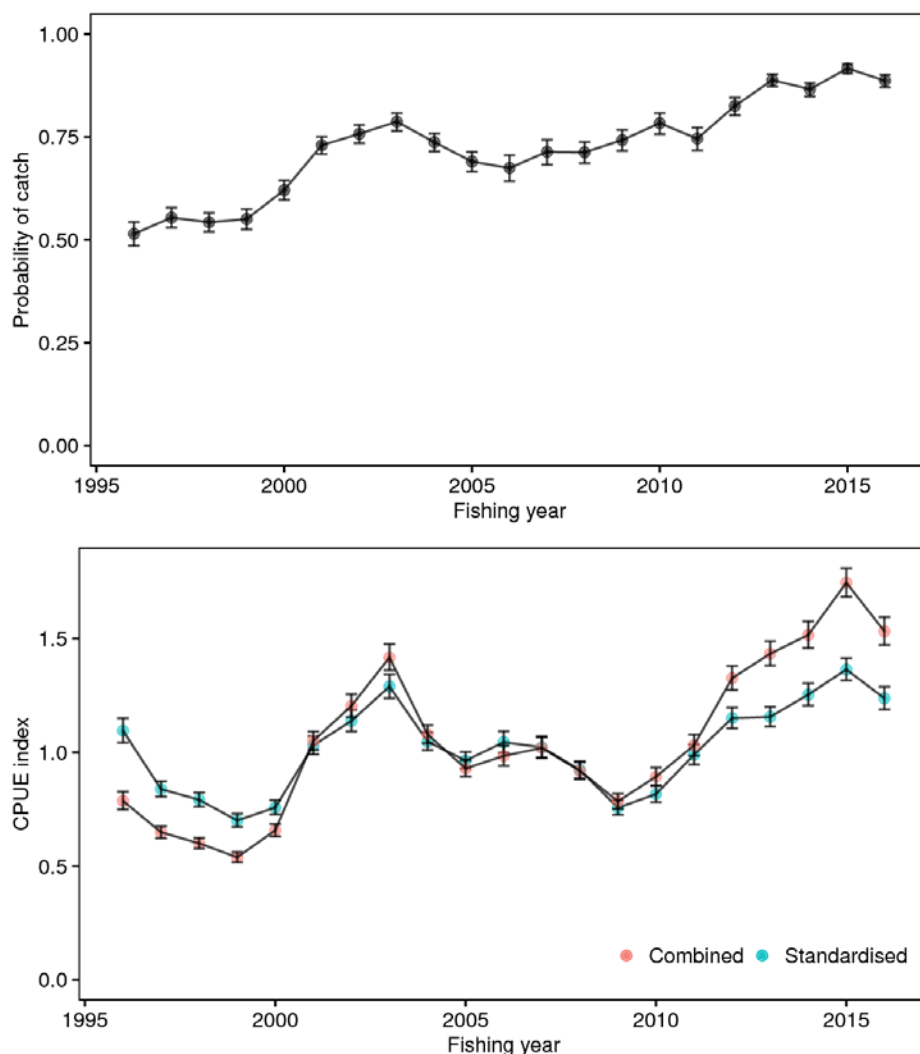 1.00
0.75
0.50
0.25
0.00
Probability of catch
1995 2000 2005 2010 2015
Fishing year
1.5
1.0
0.5
0.0
CPUE index
Combined Standardised
1995 2000 2005 2010 2015
Fishing year